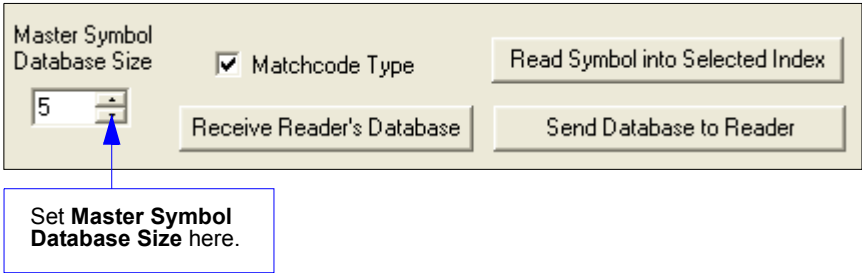 Master Symbol
Database Size
5
Matchcode Type
Read Symbol into Selected Index
Receive Reader's Database
Send Database to Reader
Set Master Symbol
Database Size here.